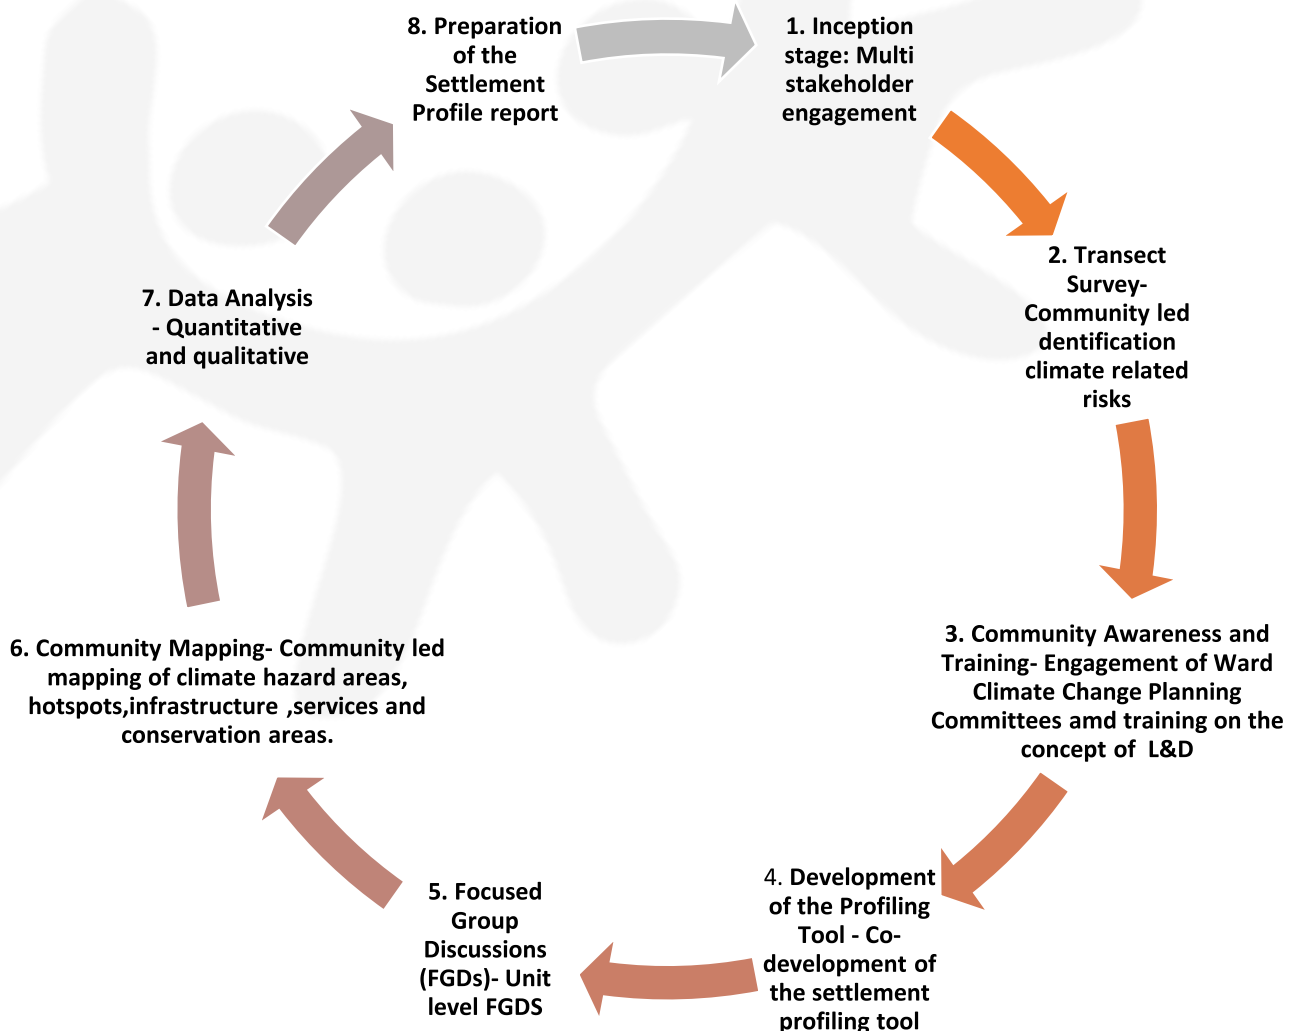 8. Preparation
of the
Settlement
Profile report
1. Inception
stage: Multi
stakeholder
engagement
2. Transect
Survey-
Community led
dentification
climate related
risks
3. Community Awareness and
Training- Engagement of Ward
Climate Change Planning
Committees amd training on the
concept of  L&D
4. Development
of the Profiling
Tool - Co-
development of
the settlement
profiling tool
5. Focused
Group
Discussions
(FGDs)- Unit
level FGDS
6. Community Mapping- Community led
mapping of climate hazard areas,
hotspots,infrastructure ,services and
conservation areas.
7. Data Analysis
- Quantitative
and qualitative